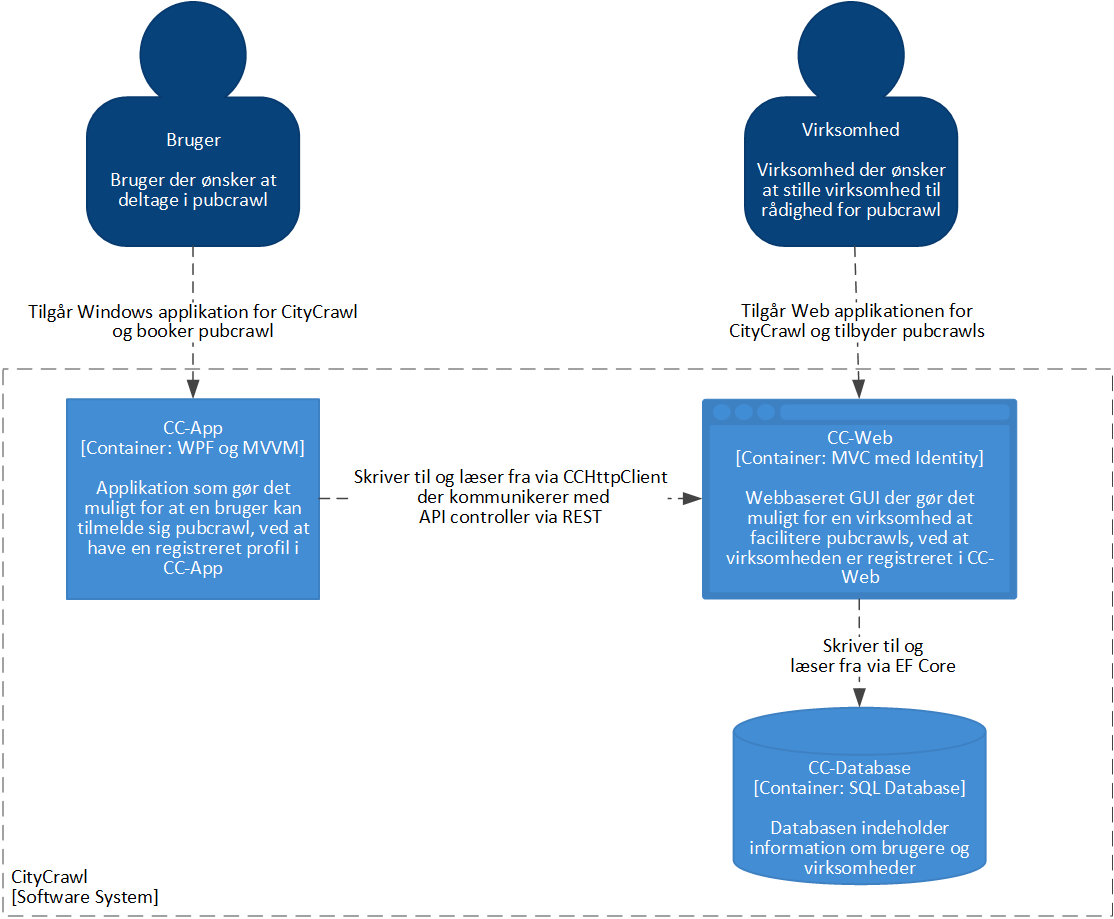 Bruger
Bruger der ønsker at
deltage i pubcrawl
Virksomhed
Virksomhed der ønsker
at stille virksomhed til
rådighed for pubcrawl
Tilgår Windows applikation for CityCrawl
og booker pubcrawl
Tilgår Web applikationen for
CityCrawl og tilbyder pubcrawls
CC-App
[Container: WPF og MVVM]
Applikation som gør det
muligt for at en bruger kan
tilmelde sig pubcrawl, ved at
have en registreret profil i
CC-App
Skriver til og læser fra via CCHttpClient
der kommunikerer med
API controller via REST
CC-Web
[Container: MVC med Identity]
Webbaseret GUI der gør det
muligt for en virksomhed at
facilitere pubcrawls, ved at
virksomheden er registreret i CC-
Web
Skriver til og
læser fra via EF Core
CC-Database
[Container: SQL Database]
Databasen indeholder
information om brugere og
virksomheder
CityCrawl
[Software System]